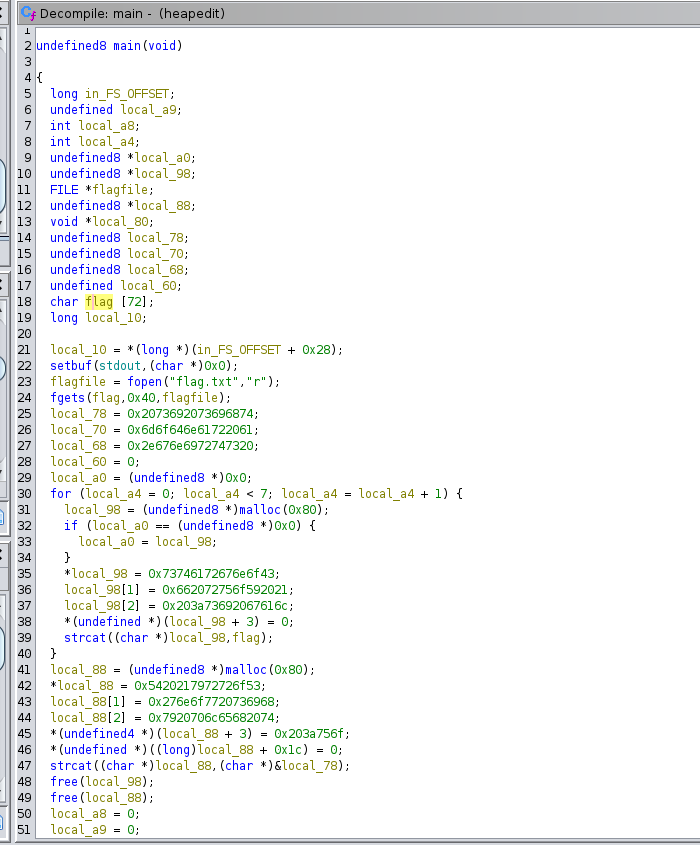 Decompile: main - (heapedit)
1
2 undefined8 main(void)
3
4 {
5 long in_FS_OFFSET;
6 undefined local_a9;
7 int local_a8;
8 int local_a4;
9 undefined8 *local_a0;
10 undefined8 *local_98;
11 FILE *flagfile;
12 undefined8 *local_88;
13 void *local_80;
14 undefined8 local_78;
15 undefined8 local_70;
16 undefined8 local_68;
17 undefined local_60;
18 char flag [72];
19 long local_10;
20
21 local_10 = *(long *)(in_FS_OFFSET + 0x28);
22 setbuf(stdout,(char *)0x0);
23 flagfile = fopen("flag.txt","r");
24 fgets(flag,0x40,flagfile);
25 local_78 = 0x2073692073696874;
26 local_70 = 0x6d6f646e61722061;
27 local_68 = 0x2e676e6972747320;
28 local_60 = 0;
29 local_a0 = (undefined8 *)0x0;
30 for (local_a4 = 0; local_a4 < 7; local_a4 = local_a4 + 1) {
31 local_98 = (undefined8 *)malloc(0x80);
32 if (local_a0 == (undefined8 *)0x0) {
33 local_a0 = local_98;
34 }
35 *local_98 = 0x73746172676e6f43;
36 local_98[1] = 0x662072756f592021;
37 local_98[2] = 0x203a73692067616c;
38 *(undefined *)(local_98 + 3) = 0;
39 strcat((char *)local_98,flag);
40 }
41 local_88 = (undefined8 *)malloc(0x80);
42 *local_88 = 0x5420217972726f53;
43 local_88[1] = 0x276e6f7720736968;
44 local_88[2] = 0x7920706c65682074;
45 *(undefined4 *)(local_88 + 3) = 0x203a756f;
46 *(undefined *)((long)local_88 + 0x1c) = 0;
47 strcat((char *)local_88,(char *)&local_78);
48 free(local_98);
49 free(local_88);
50 local_a8 = 0;
51 local_a9 = 0;